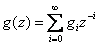 g(z) = ∑_{i=0}^{∞} g_i z^{-i}